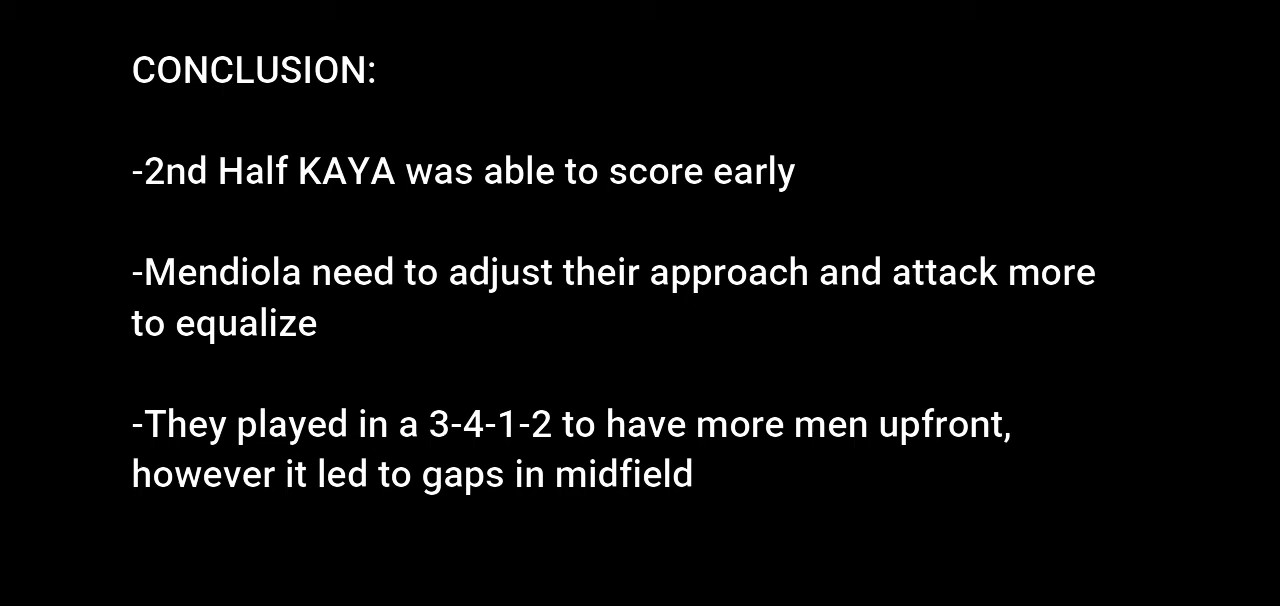 CONCLUSION:
-2nd Half KAYA was able to score early
-Mendiola need to adjust their approach and attack more
to equalize
-They played in a 3-4-1-2 to have more men upfront,
however it led to gaps in midfield